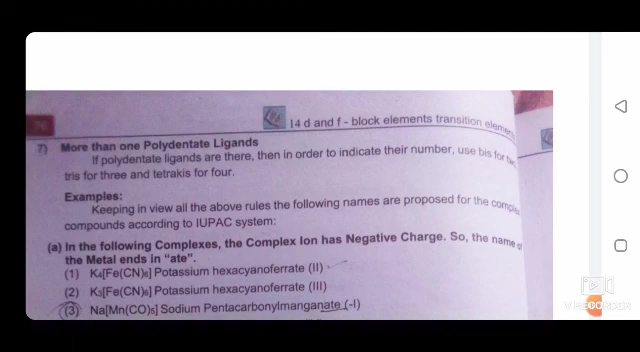 14 d and f - block elements transition elements
7) More than one Polydentate Ligands
If polydentate ligands are there, then in order to indicate their number, use bis for two
tris for three and tetrakis for four.
Examples:
Keeping in view all the above rules the following names are proposed for the complex
compounds according to IUPAC system:
(a) In the following Complexes, the Complex Ion has Negative Charge. So, the name of
the Metal ends in "ate".
(1) K₄[Fe(CN)₆] Potassium hexacyanoferrate (II)
(2) K₃[Fe(CN)₆] Potassium hexacyanoferrate (III)
(3) Na[Mn(CO)₅] Sodium Pentacarbonylmanganate (-I)